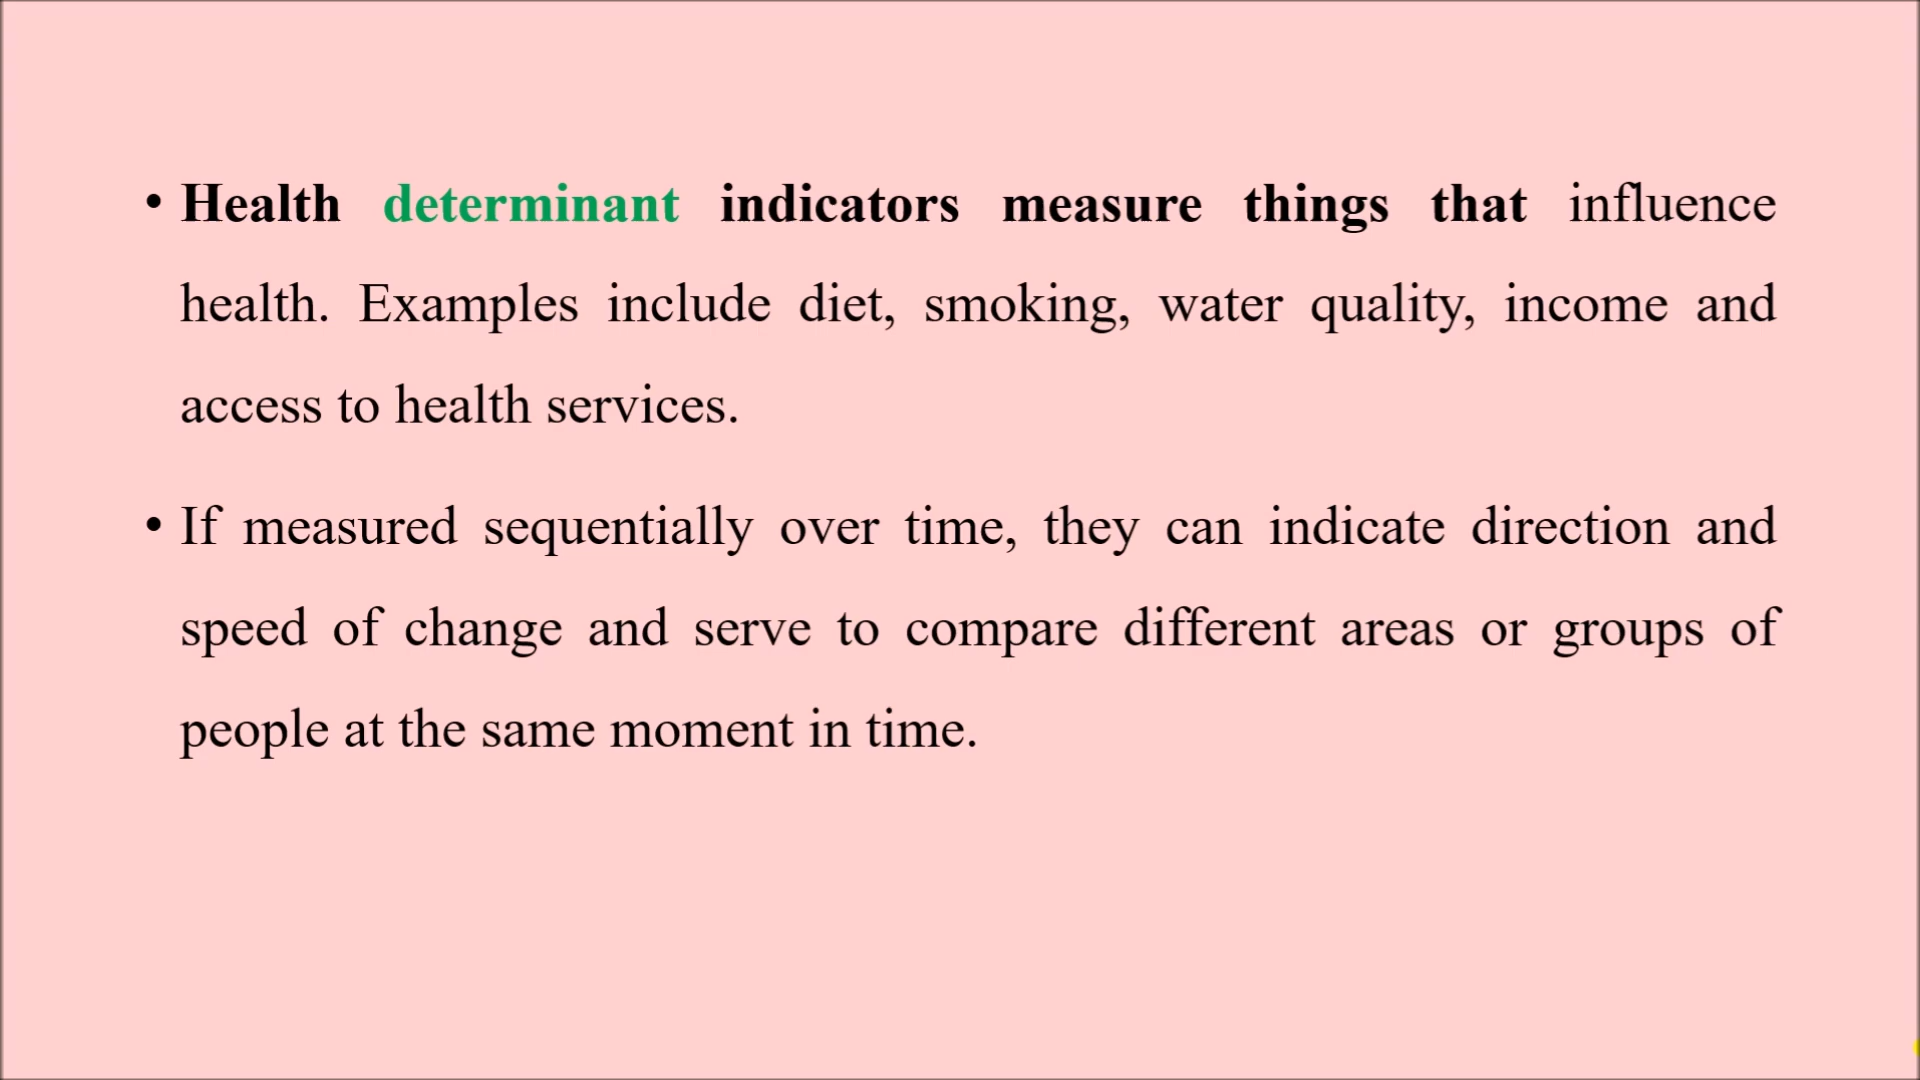 • Health determinant indicators measure things that influence
health. Examples include diet, smoking, water quality, income and
access to health services.
• If measured sequentially over time, they can indicate direction and
speed of change and serve to compare different areas or groups of
people at the same moment in time.